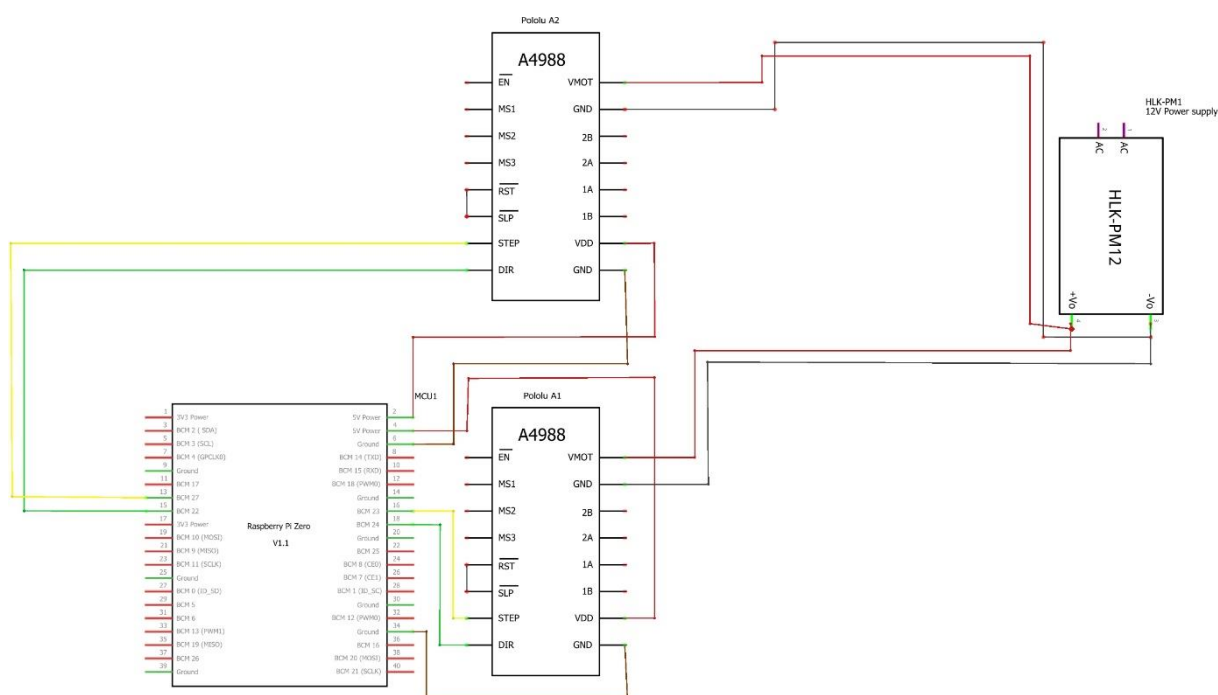 Pololu A2
A4988
EN
MS1
MS2
MS3
RST
SLP
STEP
DIR
VMOT
GND
2B
2A
1A
1B
VDD
GND
HLK-PM1
12V Power supply
2
1
AC
AC
HLK-PM12
+Vo
-Vo
4
3
MCU1
1
3V3 Power
3
BCM 2 ( SDA)
5
BCM 3 (SCL)
7
BCM 4 (GPCLK0)
9
Ground
11
BCM 17
13
BCM 27
15
BCM 22
17
3V3 Power
19
BCM 10 (MOSI)
21
BCM 9 (MISO)
23
BCM 11 (SCLK)
25
Ground
27
BCM 0 (ID_SD)
29
BCM 5
31
BCM 6
33
BCM 13 (PWM1)
35
BCM 19 (MISO)
37
BCM 26
39
Ground
Raspberry Pi Zero
V1.1
2
5V Power
4
5V Power
6
Ground
8
BCM 14 (TXD)
10
BCM 15 (RXD)
12
BCM 18 (PWM0)
14
Ground
16
BCM 23
18
BCM 24
20
Ground
22
BCM 25
24
BCM 8 (CE0)
26
BCM 7 (CE1)
28
BCM 1 (ID_SC)
30
Ground
32
BCM 12 (PWM0)
34
Ground
36
BCM 16
38
BCM 20 (MOSI)
40
BCM 21 (SCLK)
Pololu A1
A4988
EN
MS1
MS2
MS3
RST
SLP
STEP
DIR
VMOT
GND
2B
2A
1A
1B
VDD
GND